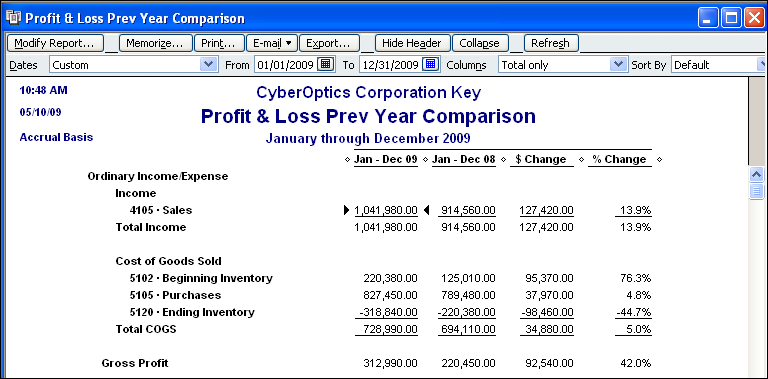 Profit & Loss Prev Year Comparison
Modify Report... Memorize... Print... E-mail Export... Hide Header Collapse Refresh
Dates Custom From 01/01/2009 To 12/31/2009 Columns Total only Sort By Default
10:48 AM CyberOptics Corporation Key
05/10/09 Profit & Loss Prev Year Comparison
Accrual Basis January through December 2009
Jan - Dec 09 Jan - Dec 08 $ Change % Change
Ordinary Income/Expense
Income
4105 · Sales 1,041,980.00 914,560.00 127,420.00 13.9%
Total Income 1,041,980.00 914,560.00 127,420.00 13.9%
Cost of Goods Sold
5102 · Beginning Inventory 220,380.00 125,010.00 95,370.00 76.3%
5105 · Purchases 827,450.00 789,480.00 37,970.00 4.8%
5120 · Ending Inventory -318,840.00 -220,380.00 -98,460.00 -44.7%
Total COGS 728,990.00 694,110.00 34,880.00 5.0%
Gross Profit 312,990.00 220,450.00 92,540.00 42.0%